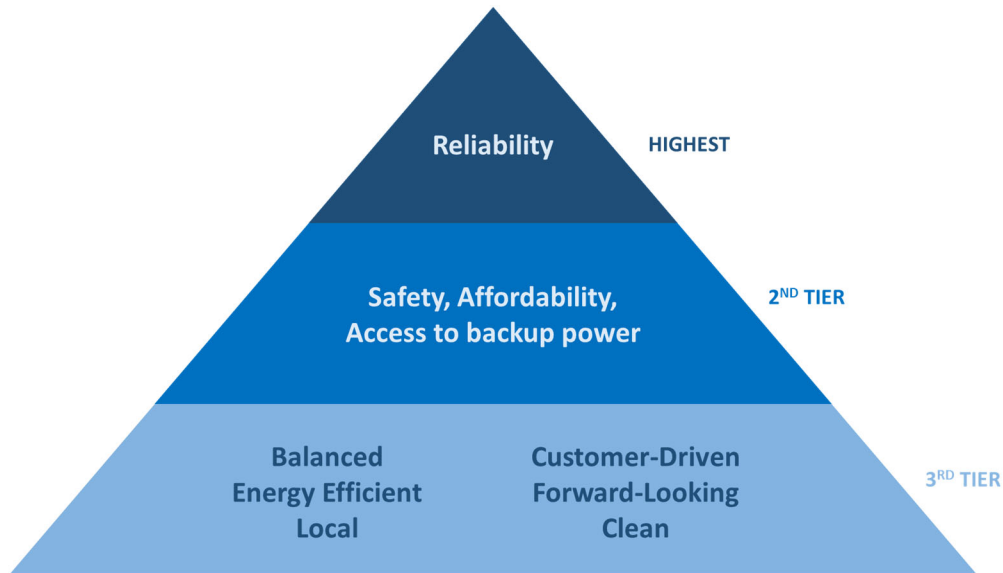 Reliability
HIGHEST
Safety, Affordability,
Access to backup power
2ND TIER
Balanced
Energy Efficient
Local
Customer-Driven
Forward-Looking
Clean
3RD TIER